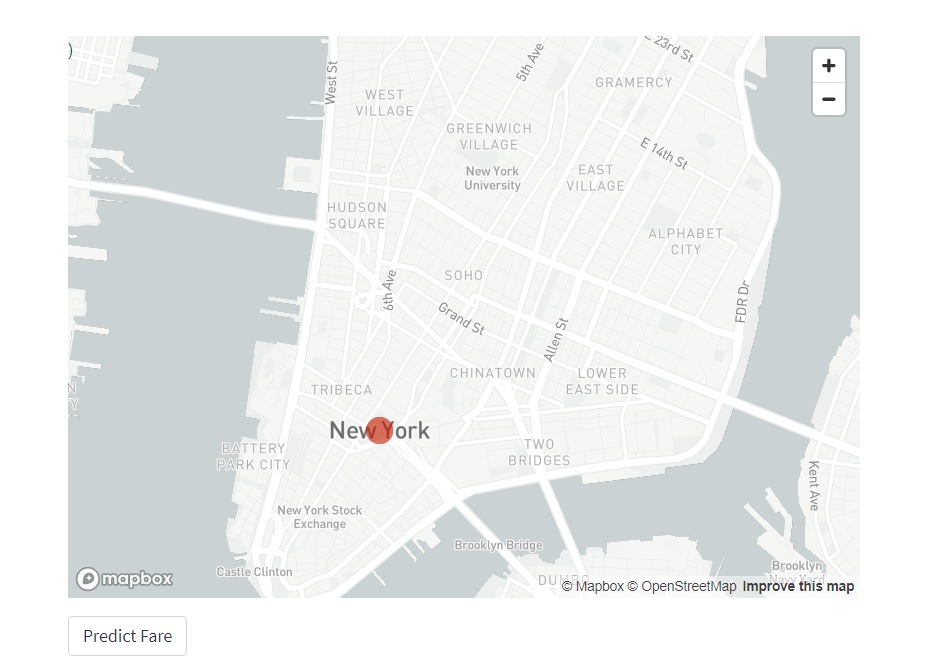 )
West St
5th Ave
E 23rd St
GRAMERCY
+
−
WEST
VILLAGE
GREENWICH
VILLAGE
E 14th St
New York
University
EAST
VILLAGE
HUDSON
SQUARE
ALPHABET
CITY
SOHO
6th Ave
FDR Dr
Grand St
Allen St
CHINATOWN
LOWER
EAST SIDE
TRIBECA
N
Y
New York
BATTERY
PARK CITY
TWO
BRIDGES
Kent Ave
New York Stock
Exchange
Brooklyn Bridge
Castle Clinton
Brooklyn
Navy Yard
DUMBO
mapbox
© Mapbox © OpenStreetMap Improve this map
Predict Fare